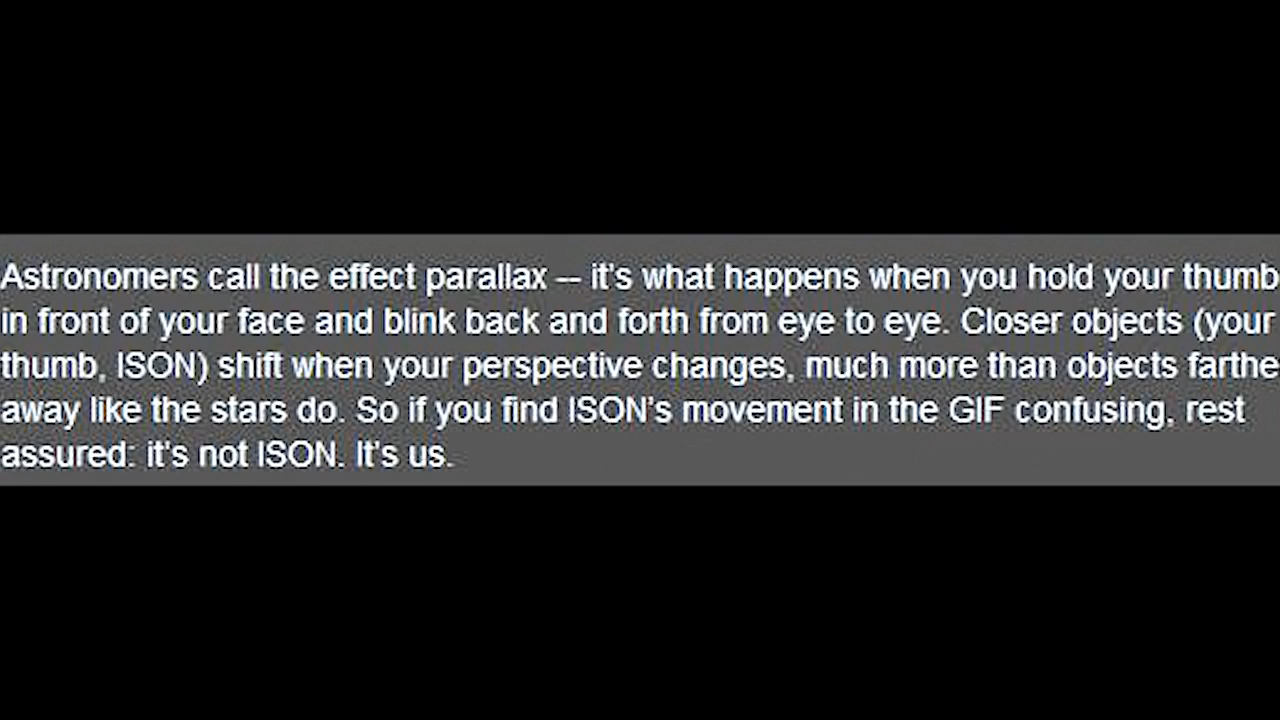 Astronomers call the effect parallax -- it's what happens when you hold your thumb
in front of your face and blink back and forth from eye to eye. Closer objects (your
thumb, ISON) shift when your perspective changes, much more than objects farthe
away like the stars do. So if you find ISON's movement in the GIF confusing, rest
assured: it's not ISON. It's us.